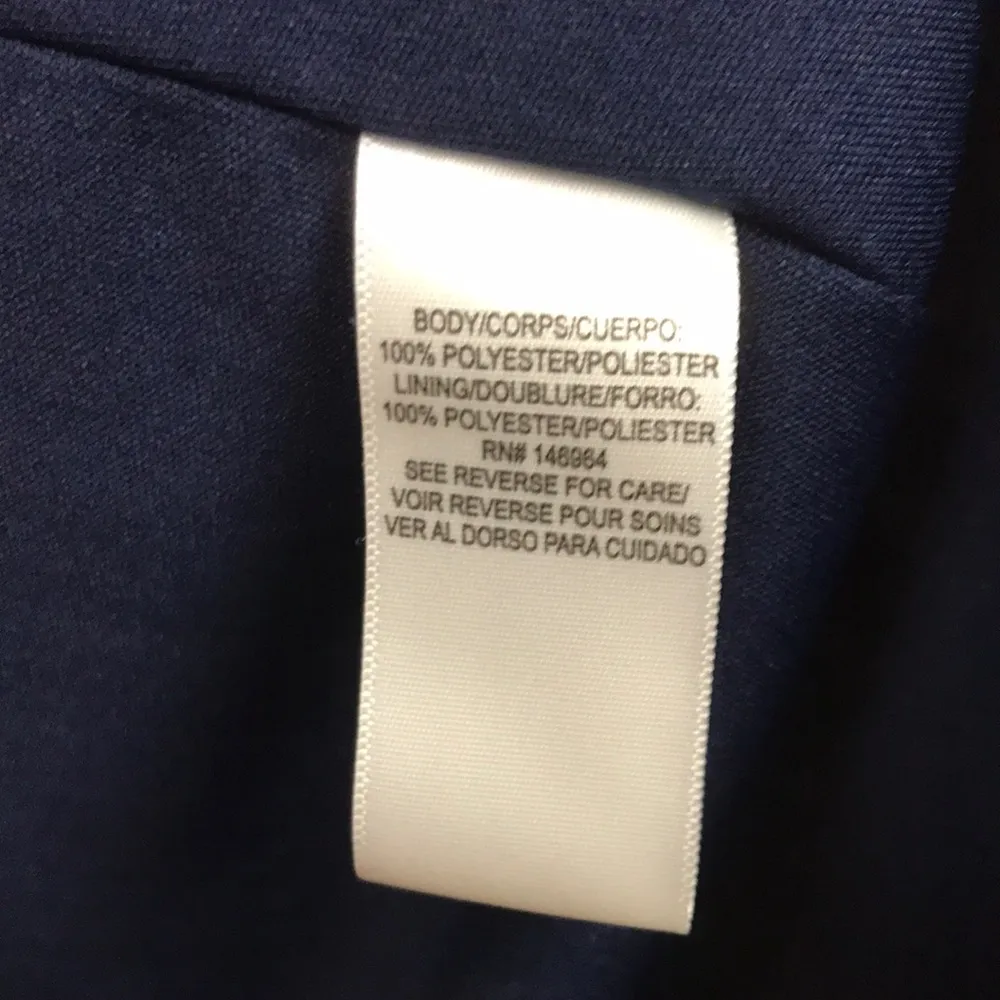 BODY/CORPS/CUERPO:
100% POLYESTER/POLIESTER
LINING/DOUBLURE/FORRO:
100% POLYESTER/POLIESTER
RN# 146964
SEE REVERSE FOR CARE/
VOIR REVERSE POUR SOINS
VER AL DORSO PARA CUIDADO